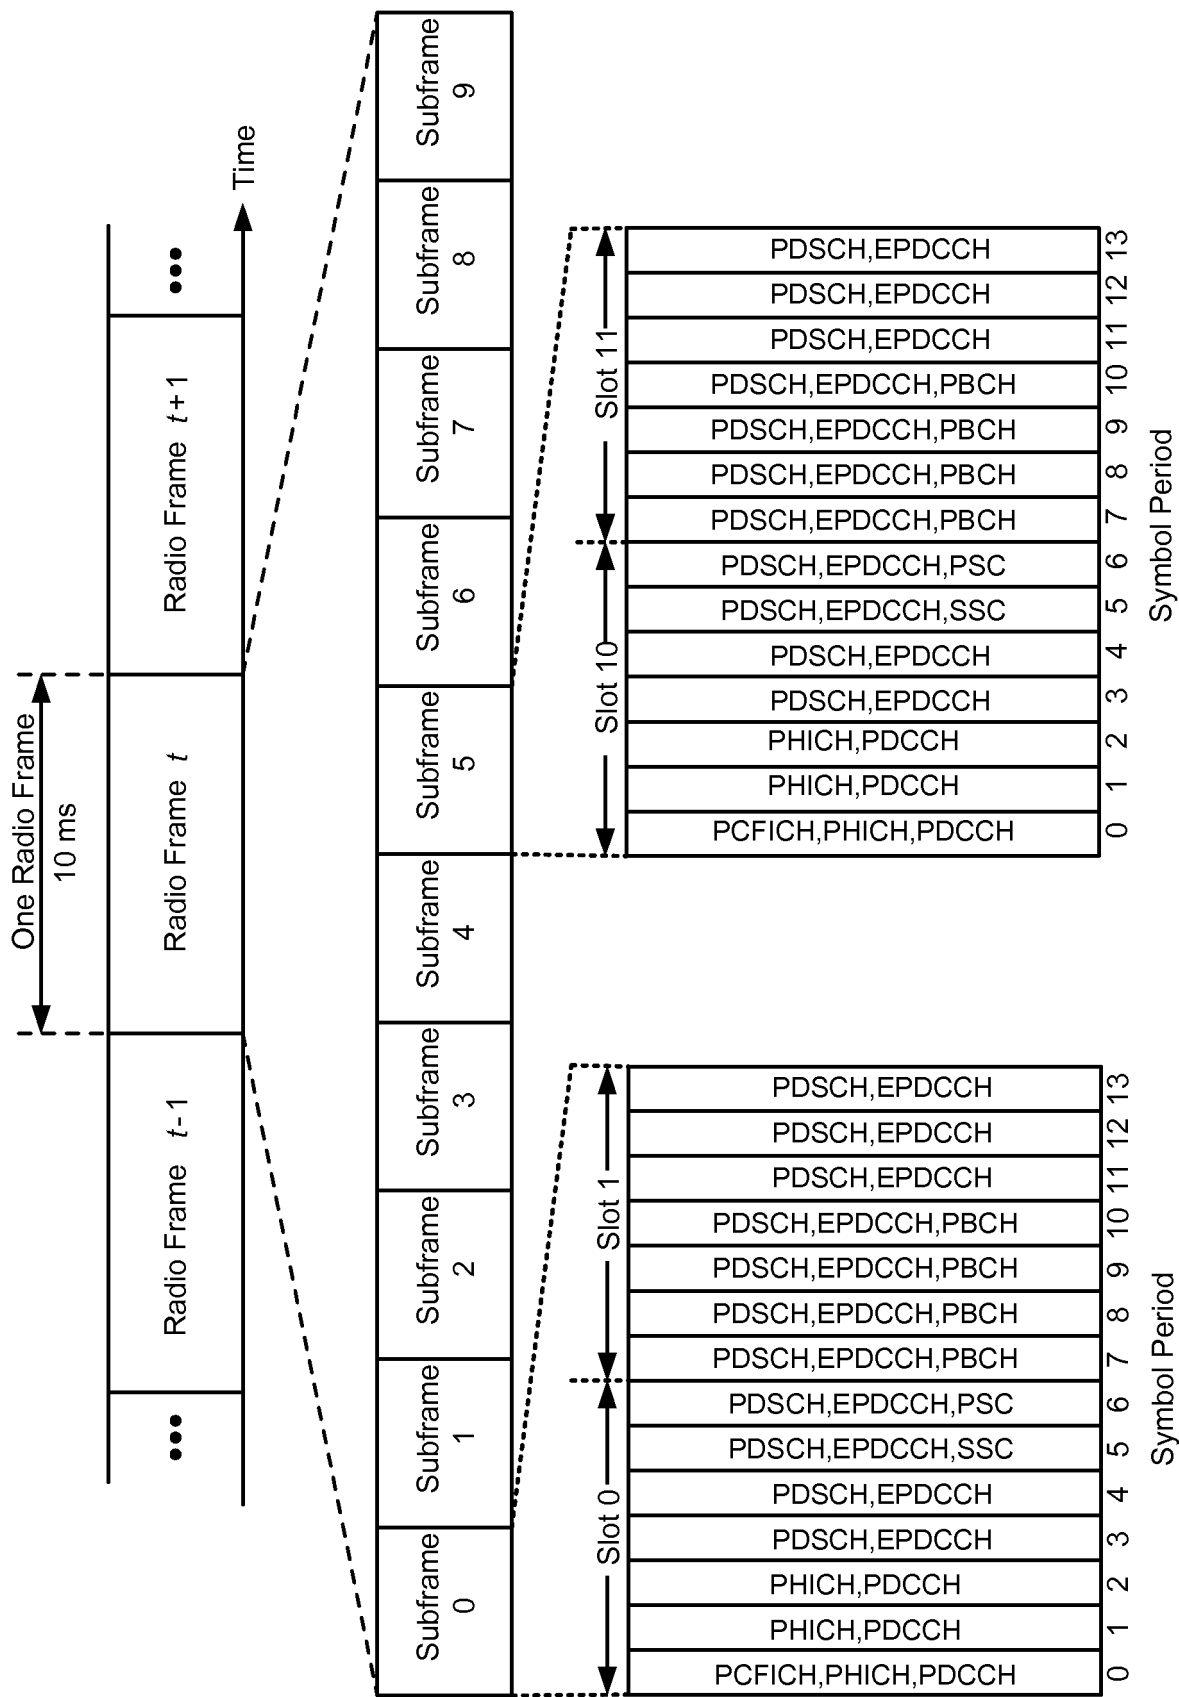 One Radio Frame
10 ms
•••
Radio Frame t-1
Radio Frame t
Radio Frame t+1
•••
Time
Subframe
0
Subframe
1
Subframe
2
Subframe
3
Subframe
4
Subframe
5
Subframe
6
Subframe
7
Subframe
8
Subframe
9
Slot 0
Slot 1
PCFICH,PHICH,PDCCH
PHICH,PDCCH
PHICH,PDCCH
PDSCH,EPDCCH
PDSCH,EPDCCH
PDSCH,EPDCCH,SSC
PDSCH,EPDCCH,PSC
PDSCH,EPDCCH,PBCH
PDSCH,EPDCCH,PBCH
PDSCH,EPDCCH,PBCH
PDSCH,EPDCCH,PBCH
PDSCH,EPDCCH
PDSCH,EPDCCH
PDSCH,EPDCCH
0 1 2 3 4 5 6 7 8 9 10 11 12 13
Symbol Period
Slot 10
Slot 11
PCFICH,PHICH,PDCCH
PHICH,PDCCH
PHICH,PDCCH
PDSCH,EPDCCH
PDSCH,EPDCCH
PDSCH,EPDCCH,SSC
PDSCH,EPDCCH,PSC
PDSCH,EPDCCH,PBCH
PDSCH,EPDCCH,PBCH
PDSCH,EPDCCH,PBCH
PDSCH,EPDCCH,PBCH
PDSCH,EPDCCH
PDSCH,EPDCCH
PDSCH,EPDCCH
0 1 2 3 4 5 6 7 8 9 10 11 12 13
Symbol Period